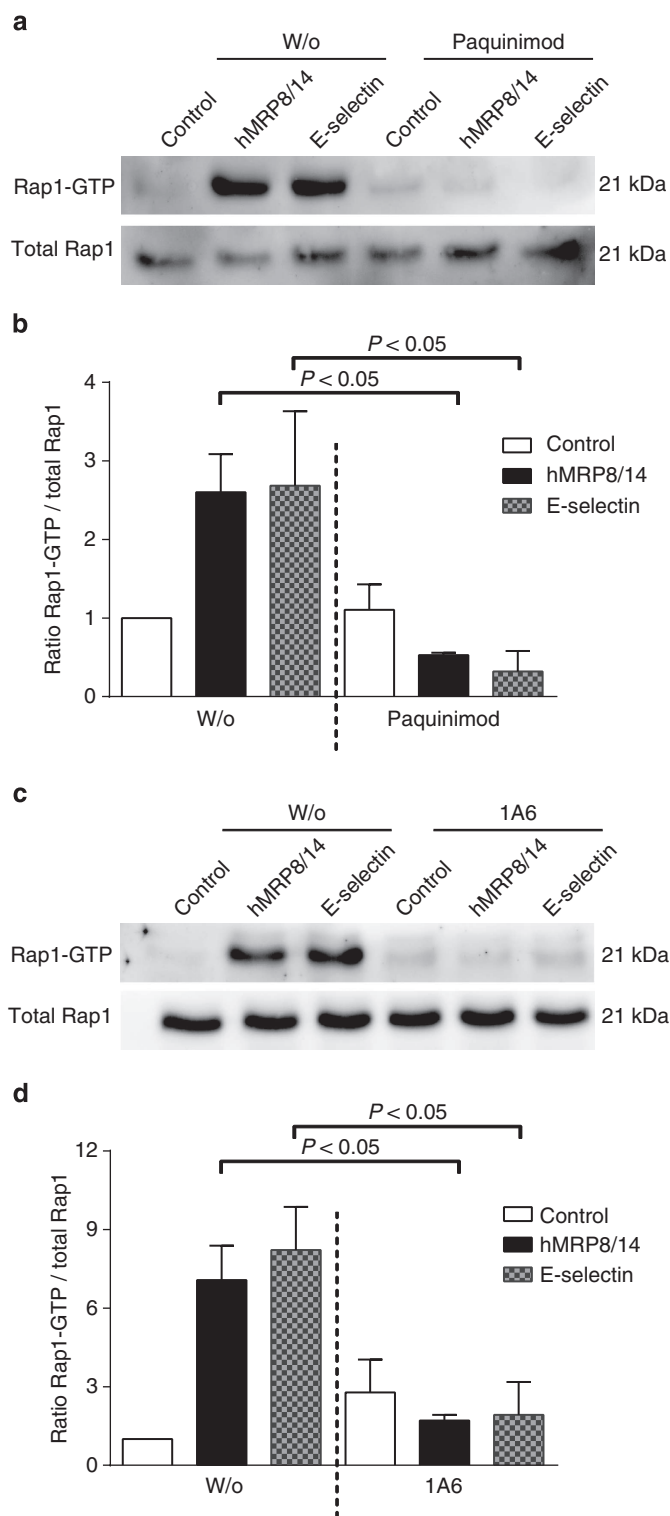 a
W/o Paquinimod
Control hMRP8/14 E-selectin Control hMRP8/14 E-selectin
Rap1-GTP 21 kDa
Total Rap1 21 kDa
b
P < 0.05
P < 0.05
Ratio Rap1-GTP / total Rap1
4
3
2
1
0
Control
hMRP8/14
E-selectin
W/o Paquinimod
c
W/o 1A6
Control hMRP8/14 E-selectin Control hMRP8/14 E-selectin
Rap1-GTP 21 kDa
Total Rap1 21 kDa
d
P < 0.05
P < 0.05
Ratio Rap1-GTP / total Rap1
12
9
6
3
0
Control
hMRP8/14
E-selectin
W/o 1A6